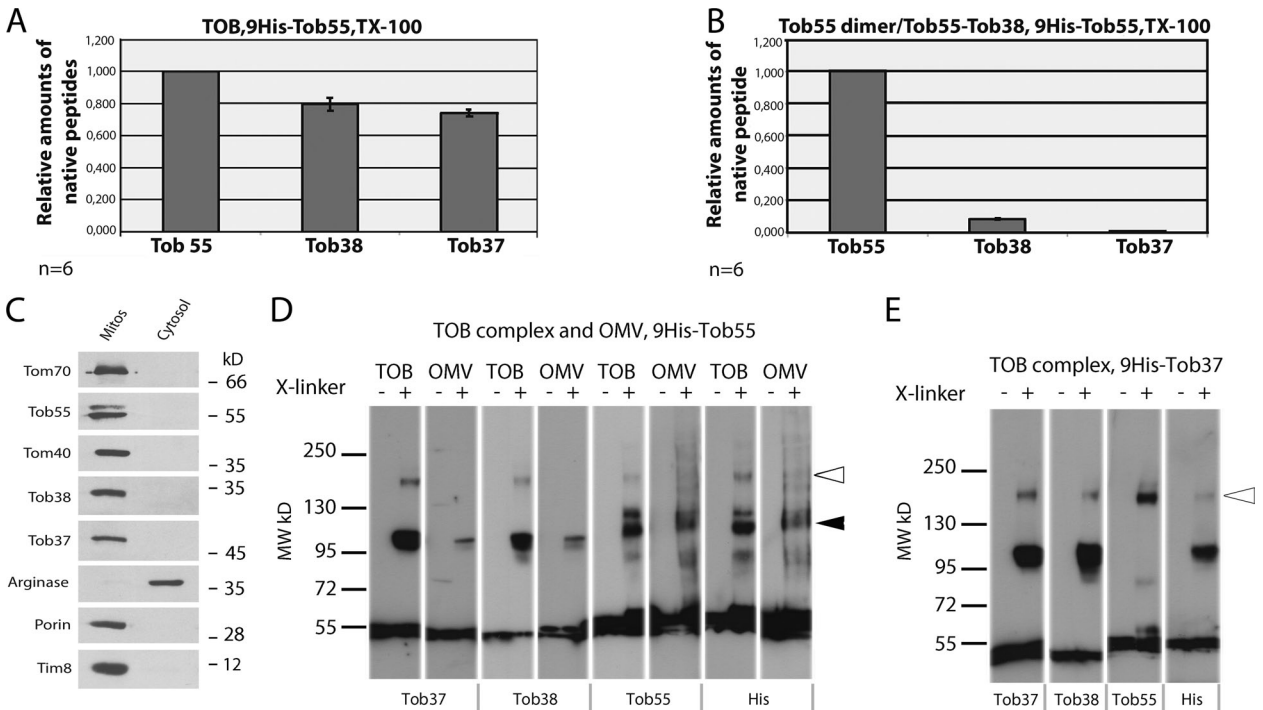 A
TOB,9His-Tob55,TX-100
Relative amounts of
native peptides
1,200
1,000
0,800
0,600
0,400
0,200
0,000
Tob 55 Tob38 Tob37
n=6
B
Tob55 dimer/Tob55-Tob38, 9His-Tob55,TX-100
Relative amounts of
native peptide
1,200
1,000
0,800
0,600
0,400
0,200
0,000
Tob55 Tob38 Tob37
n=6
C
Mitos Cytosol
kD
Tom70
– 66
Tob55
– 55
Tom40
– 35
Tob38
– 35
Tob37
– 45
Arginase
– 35
Porin
– 28
Tim8
– 12
D
TOB complex and OMV, 9His-Tob55
TOB OMV TOB OMV TOB OMV TOB OMV
X-linker - + - + - + - + - + - + - + - +
MW kD
250
130
95
72
55
Tob37 Tob38 Tob55 His
E
TOB complex, 9His-Tob37
X-linker - + - + - + - +
MW kD
250
130
95
72
55
Tob37 Tob38 Tob55 His